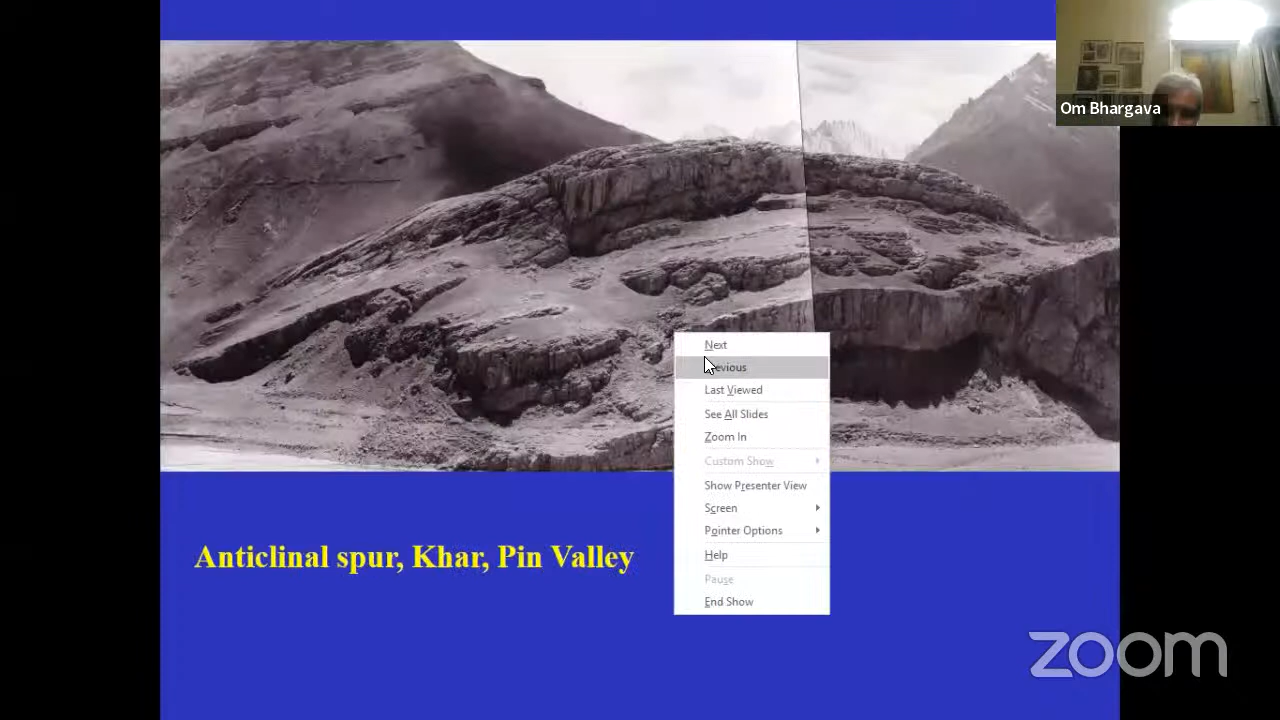 Om Bhargava
Next
Previous
Last Viewed
See All Slides
Zoom In
Custom Show
Show Presenter View
Screen
Pointer Options
Help
Pause
End Show
Anticlinal spur, Khar, Pin Valley
zoom